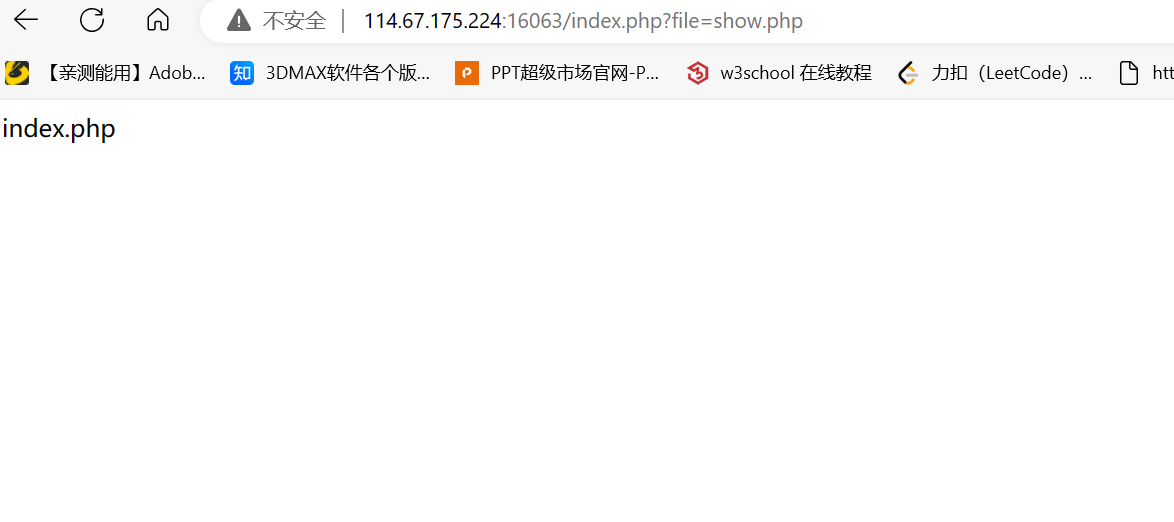 不安全 | 114.67.175.224:16063/index.php?file=show.php
【亲测能用】Adob... 知 3DMAX软件各个版... P PPT超级市场官网-P... w3school 在线教程 力扣（LeetCode）... htt
index.php